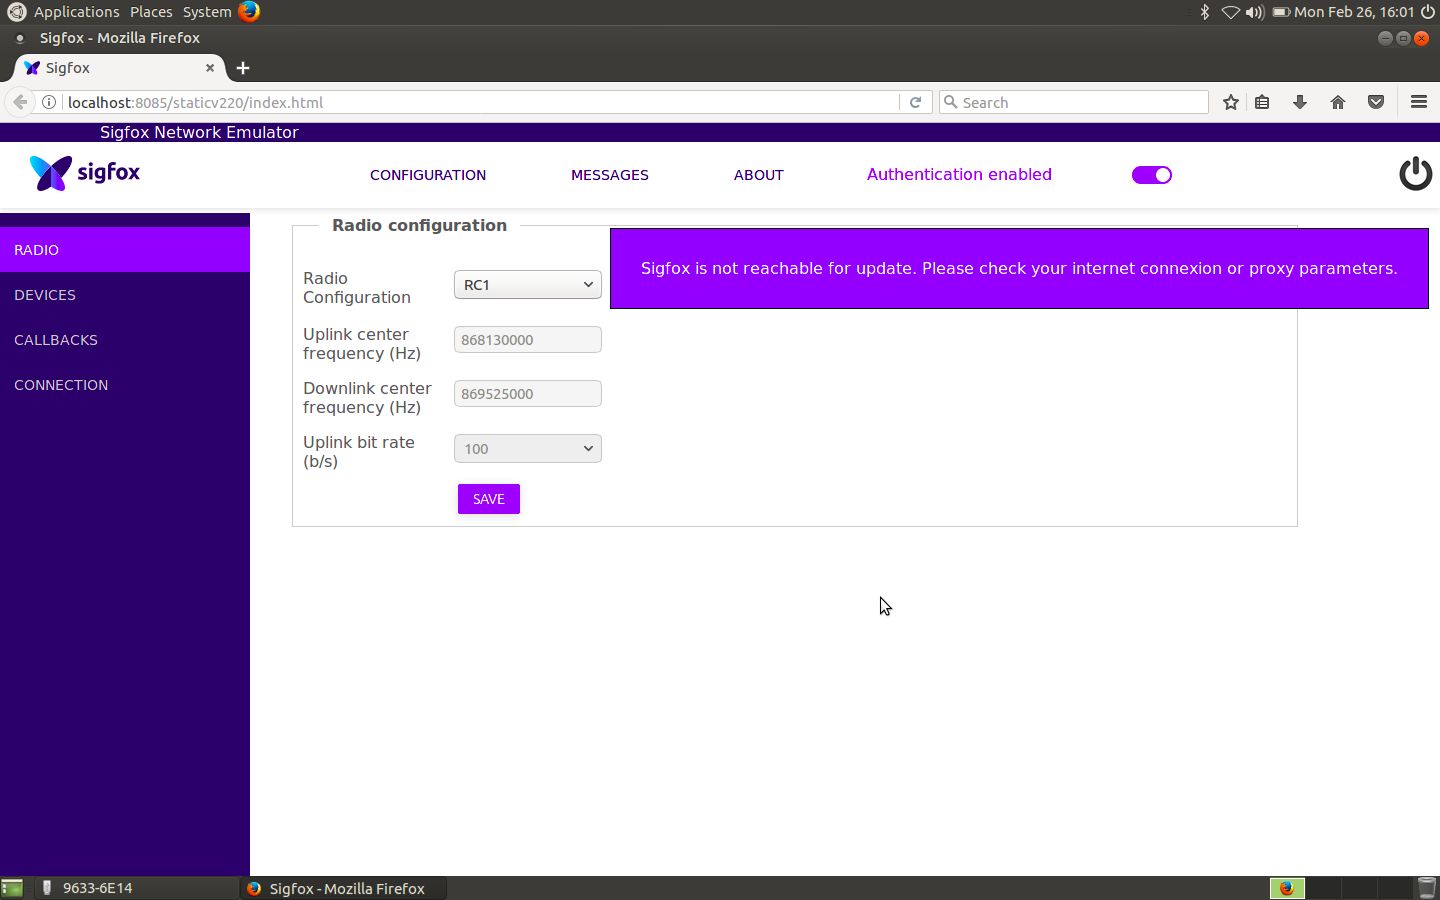 Applications Places System
Mon Feb 26, 16:01
Sigfox - Mozilla Firefox
Sigfox
localhost:8085/staticv220/index.html
Search
Sigfox Network Emulator
sigfox
CONFIGURATION
MESSAGES
ABOUT
Authentication enabled
RADIO
DEVICES
CALLBACKS
CONNECTION
Radio configuration
Sigfox is not reachable for update. Please check your internet connexion or proxy parameters.
Radio
Configuration
RC1
Uplink center
frequency (Hz)
868130000
Downlink center
frequency (Hz)
869525000
Uplink bit rate
(b/s)
100
SAVE
9633-6E14
Sigfox - Mozilla Firefox